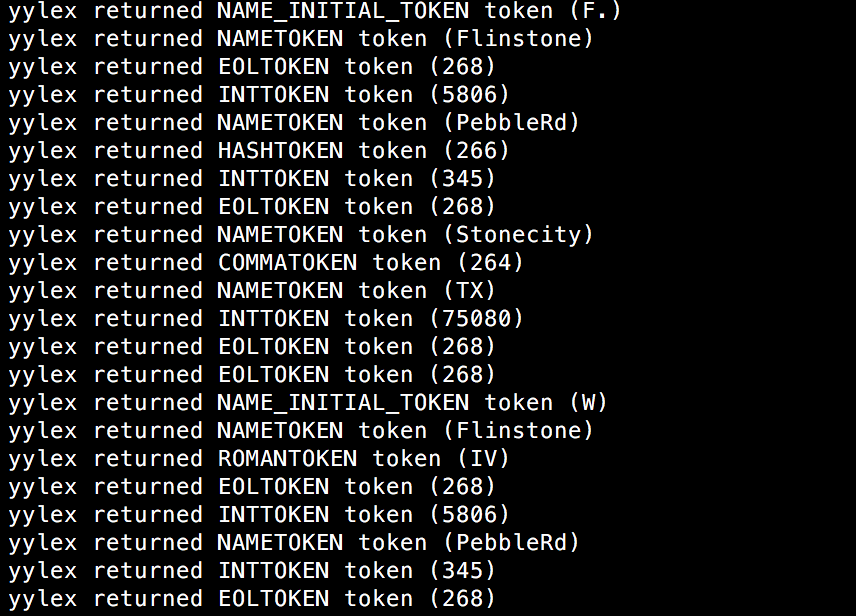 yylex returned NAME_INITIAL_TOKEN token (F.)
yylex returned NAMETOKEN token (Flinstone)
yylex returned EOLTOKEN token (268)
yylex returned INTTOKEN token (5806)
yylex returned NAMETOKEN token (PebbleRd)
yylex returned HASHTOKEN token (266)
yylex returned INTTOKEN token (345)
yylex returned EOLTOKEN token (268)
yylex returned NAMETOKEN token (Stonecity)
yylex returned COMMATOKEN token (264)
yylex returned NAMETOKEN token (TX)
yylex returned INTTOKEN token (75080)
yylex returned EOLTOKEN token (268)
yylex returned EOLTOKEN token (268)
yylex returned NAME_INITIAL_TOKEN token (W)
yylex returned NAMETOKEN token (Flinstone)
yylex returned ROMANTOKEN token (IV)
yylex returned EOLTOKEN token (268)
yylex returned INTTOKEN token (5806)
yylex returned NAMETOKEN token (PebbleRd)
yylex returned INTTOKEN token (345)
yylex returned EOLTOKEN token (268)